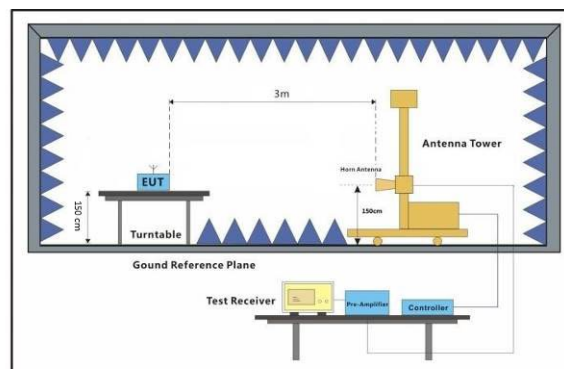 3m
Antenna Tower
Horn Antenna
EUT
150 cm
150cm
Turntable
Gound Reference Plane
Test Receiver
Pre-Amplifier
Controller